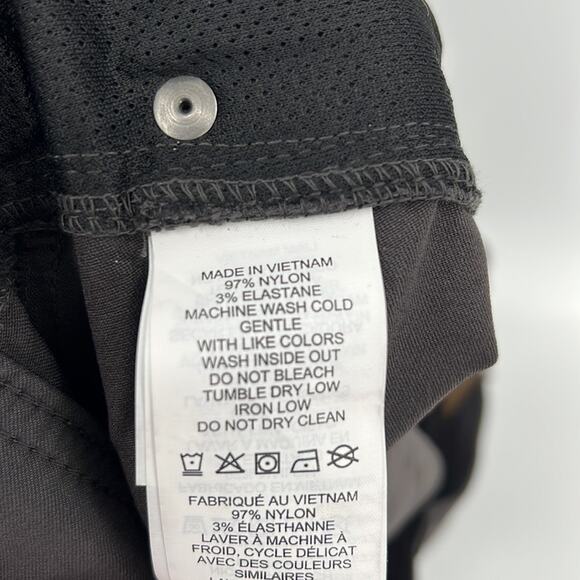 MADE IN VIETNAM
97% NYLON
3% ELASTANE
MACHINE WASH COLD
GENTLE
WITH LIKE COLORS
WASH INSIDE OUT
DO NOT BLEACH
TUMBLE DRY LOW
IRON LOW
DO NOT DRY CLEAN
FABRIQUÉ AU VIETNAM
97% NYLON
3% ÉLASTHANNE
LAVER À MACHINE À
FROID, CYCLE DÉLICAT
AVEC DES COULEURS
SIMILAIRES